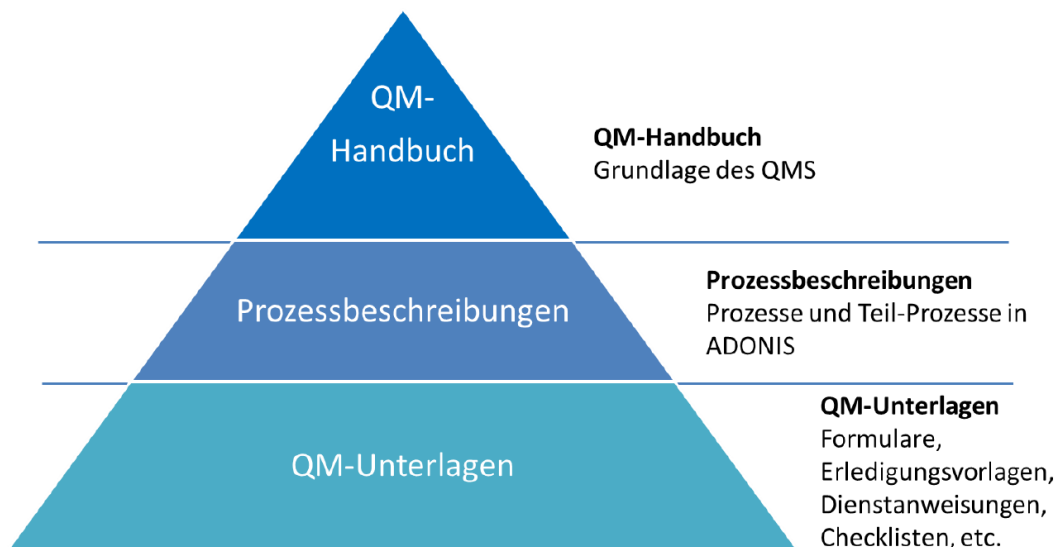 QM-
Handbuch
QM-Handbuch
Grundlage des QMS
Prozessbeschreibungen
Prozessbeschreibungen
Prozesse und Teil-Prozesse in
ADONIS
QM-Unterlagen
QM-Unterlagen
Formulare,
Erledigungsvorlagen,
Dienstanweisungen,
Checklisten, etc.